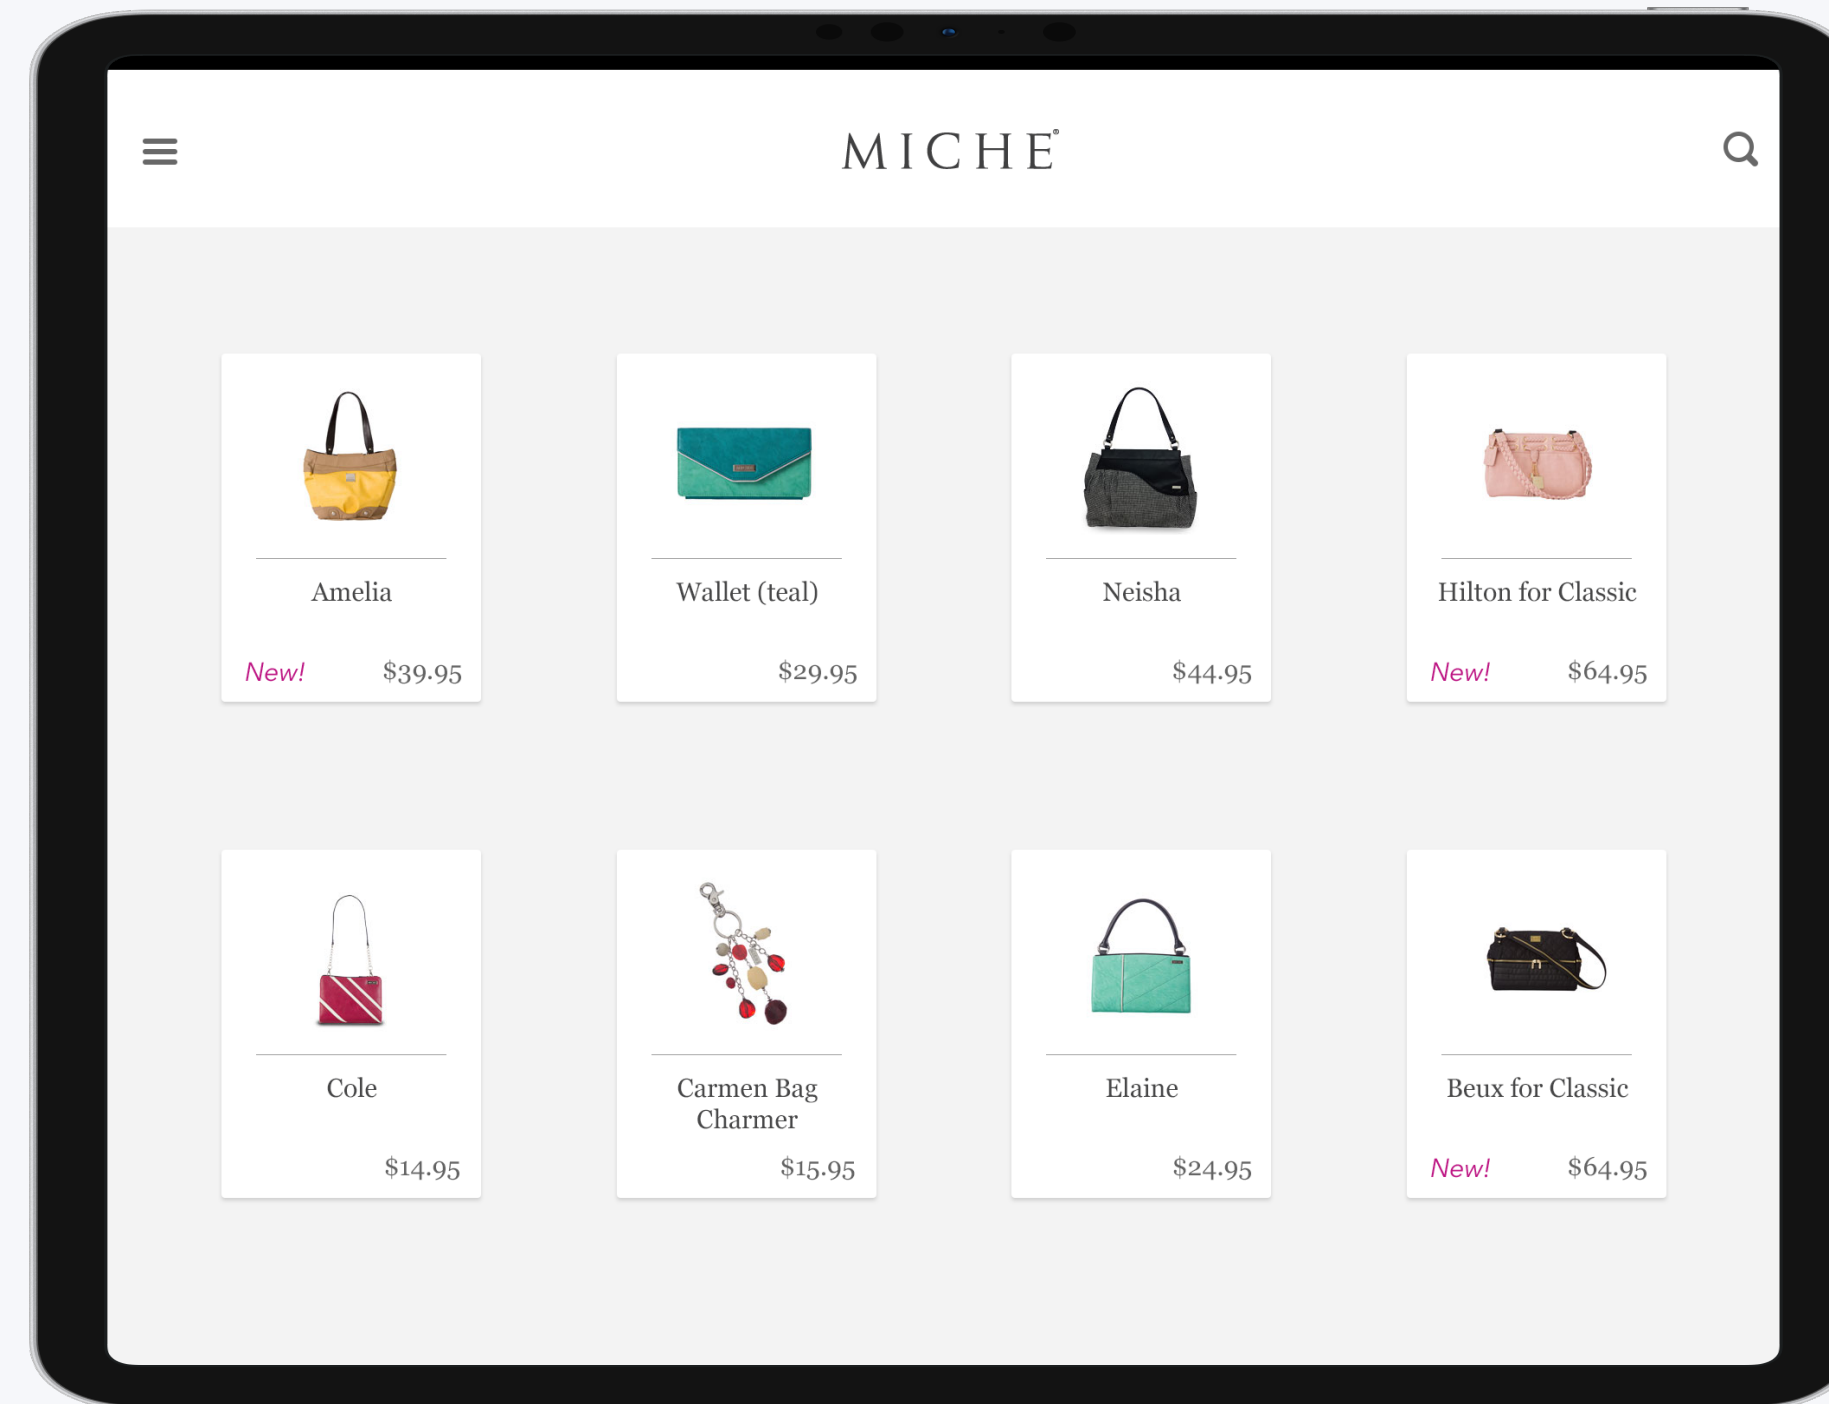 MICHE®
Amelia
New! $39.95
Wallet (teal)
$29.95
Neisha
$44.95
Hilton for Classic
New! $64.95
Cole
$14.95
Carmen Bag
Charmer
$15.95
Elaine
$24.95
Beux for Classic
New! $64.95